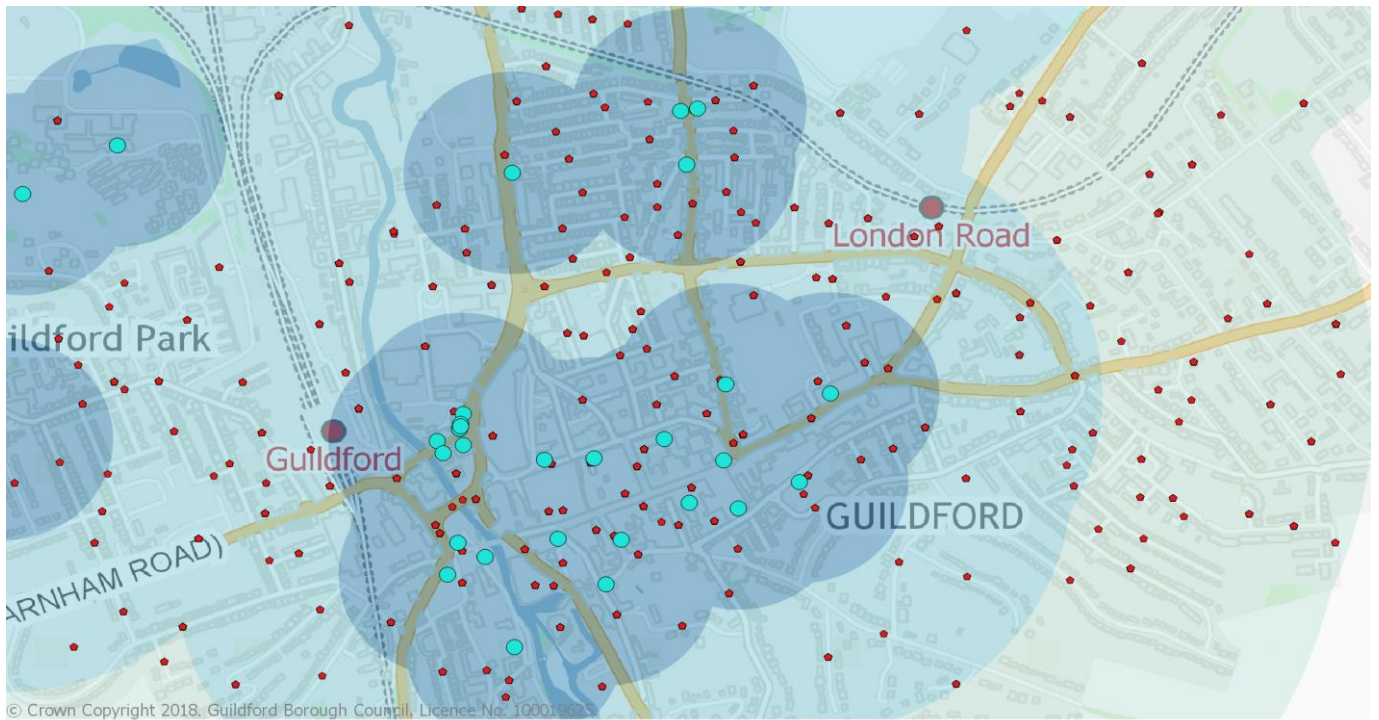 London Road
ildford Park
Guildford
GUILDFORD
ARNHAM ROAD)
© Crown Copyright 2018. Guildford Borough Council. Licence No. 100019625